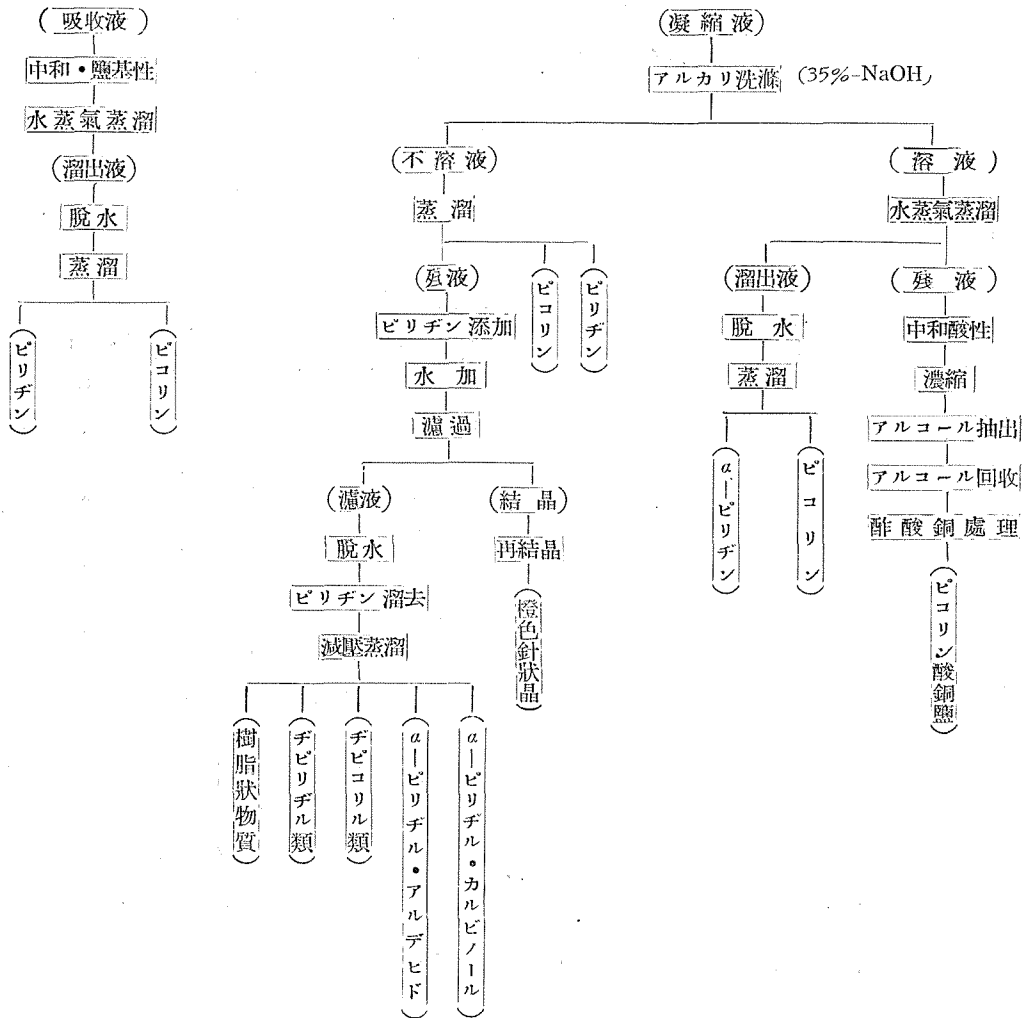 (吸收液)
中和・鹽基性
水蒸氣蒸溜
(溜出液)
脫水
蒸溜
(ピリヂン)
(ピコリン)
(凝縮液)
アルカリ洗滌 (35%-NaOH)
(不溶液)
蒸溜
(殘液)
(ピコリン)
(ピリヂン)
ピリヂン添加
水加
濾過
(濾液)
脫水
ピリヂン溜去
減壓蒸溜
(樹脂狀物質)
(ヂピリヂル類)
(ヂピコリル類)
(α—ピリヂル・アルデヒド)
(α—ピリヂル・カルビノール)
(結晶)
再結晶
(橙色針狀晶)
(溶液)
水蒸氣蒸溜
(溜出液)
脫水
蒸溜
(α—ピリヂン)
(ピコリン)
(殘液)
中和酸性
濃縮
アルコール抽出
アルコール回收
酢酸銅處理
(ピコリン酸銅鹽)